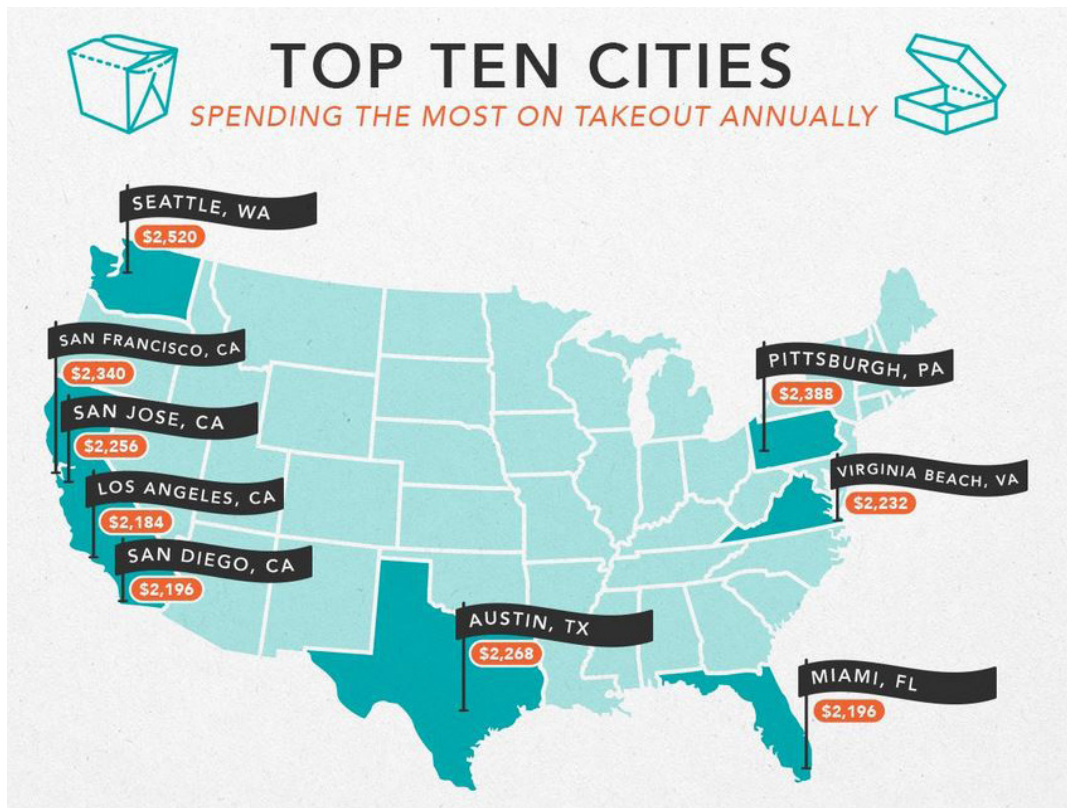 TOP TEN CITIES
SPENDING THE MOST ON TAKEOUT ANNUALLY
SEATTLE, WA
$2,520
SAN FRANCISCO, CA
$2,340
SAN JOSE, CA
$2,256
LOS ANGELES, CA
$2,184
SAN DIEGO, CA
$2,196
AUSTIN, TX
$2,268
PITTSBURGH, PA
$2,388
VIRGINIA BEACH, VA
$2,232
MIAMI, FL
$2,196